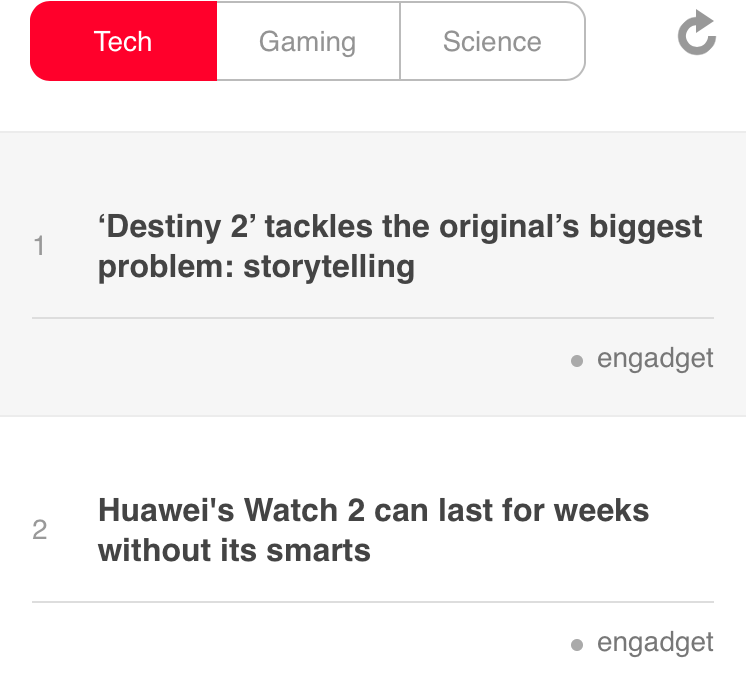 Tech
Gaming
Science
1
‘Destiny 2’ tackles the original’s biggest
problem: storytelling
engadget
2
Huawei's Watch 2 can last for weeks
without its smarts
engadget